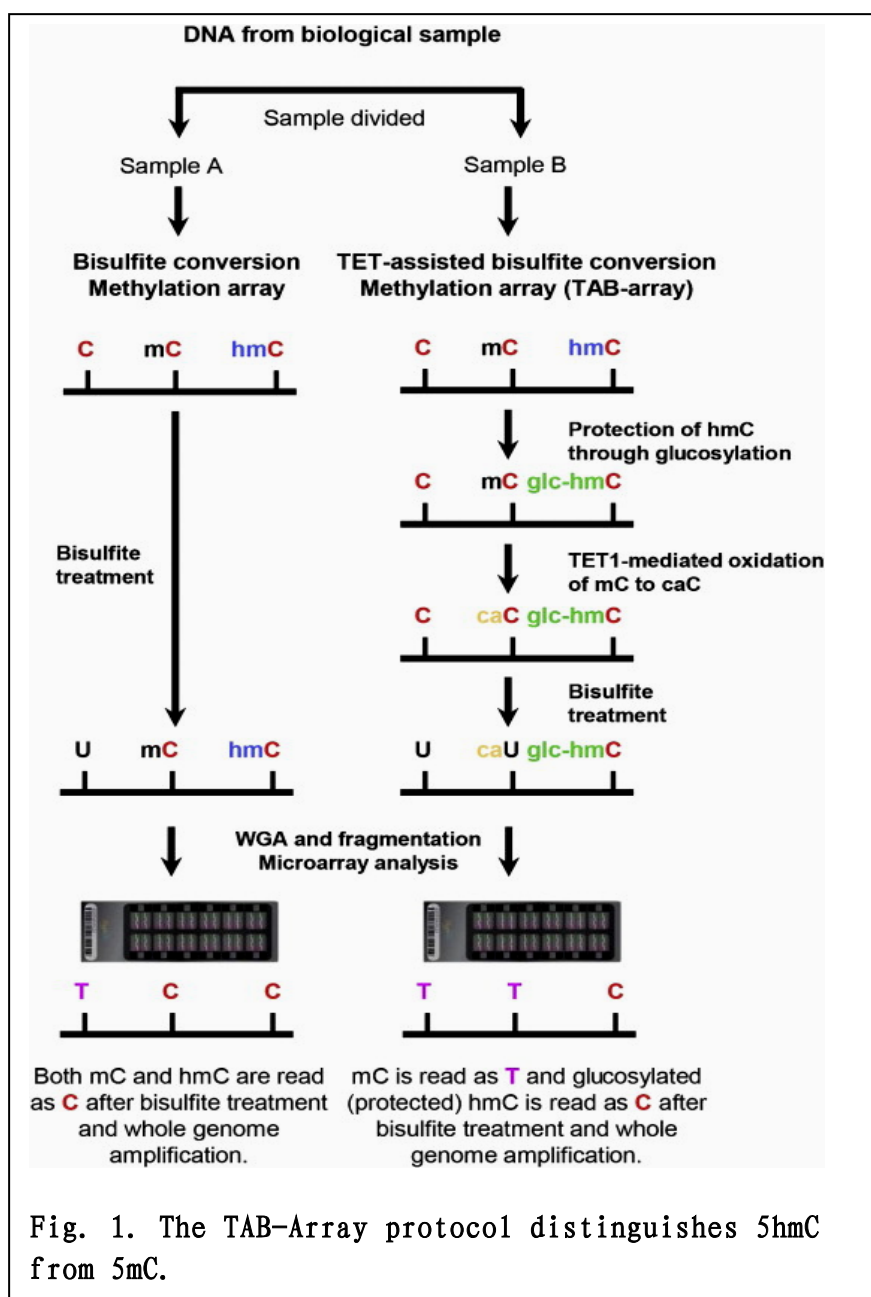 DNA from biological sample
Sample divided
Sample A
Sample B
Bisulfite conversion
Methylation array
TET-assisted bisulfite conversion
Methylation array (TAB-array)
C mC hmC
C mC hmC
Protection of hmC
through glucosylation
C mC glc-hmC
Bisulfite
treatment
TET1-mediated oxidation
of mC to caC
C caC glc-hmC
Bisulfite
treatment
U mC hmC
U caU glc-hmC
WGA and fragmentation
Microarray analysis
T C C
T T C
Both mC and hmC are read
as C after bisulfite treatment
and whole genome
amplification.
mC is read as T and glucosylated
(protected) hmC is read as C after
bisulfite treatment and whole
genome amplification.
Fig. 1. The TAB-Array protocol distinguishes 5hmC
from 5mC.